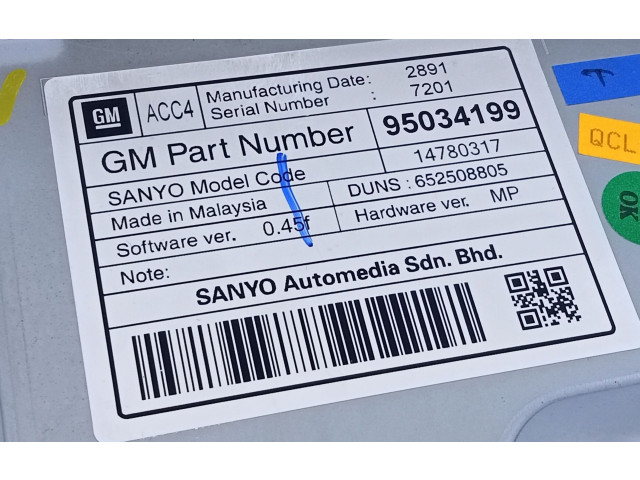 GM
ACC4
Manufacturing Date: 2891
Serial Number : 7201
GM Part Number 95034199
SANYO Model Code 14780317
Made in Malaysia DUNS : 652508805
Software ver. 0.45f Hardware ver. MP
Note:
SANYO Automedia Sdn. Bhd.
QCL
OK